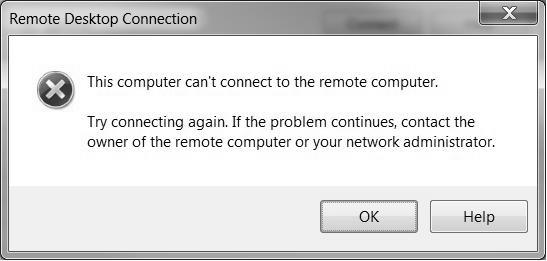 Remote Desktop Connection
This computer can't connect to the remote computer.
Try connecting again. If the problem continues, contact the
owner of the remote computer or your network administrator.
OK
Help